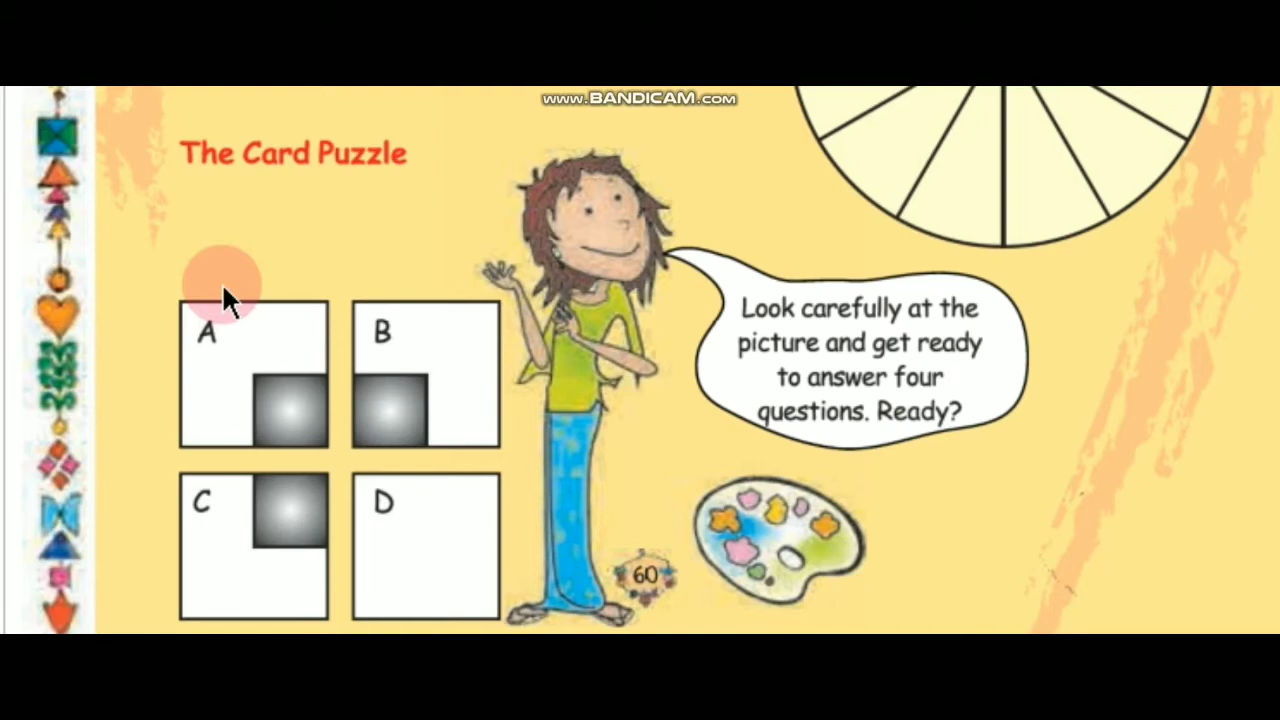 www.BANDICAM.com
The Card Puzzle
A
B
Look carefully at the
picture and get ready
to answer four
questions. Ready?
C
D
60